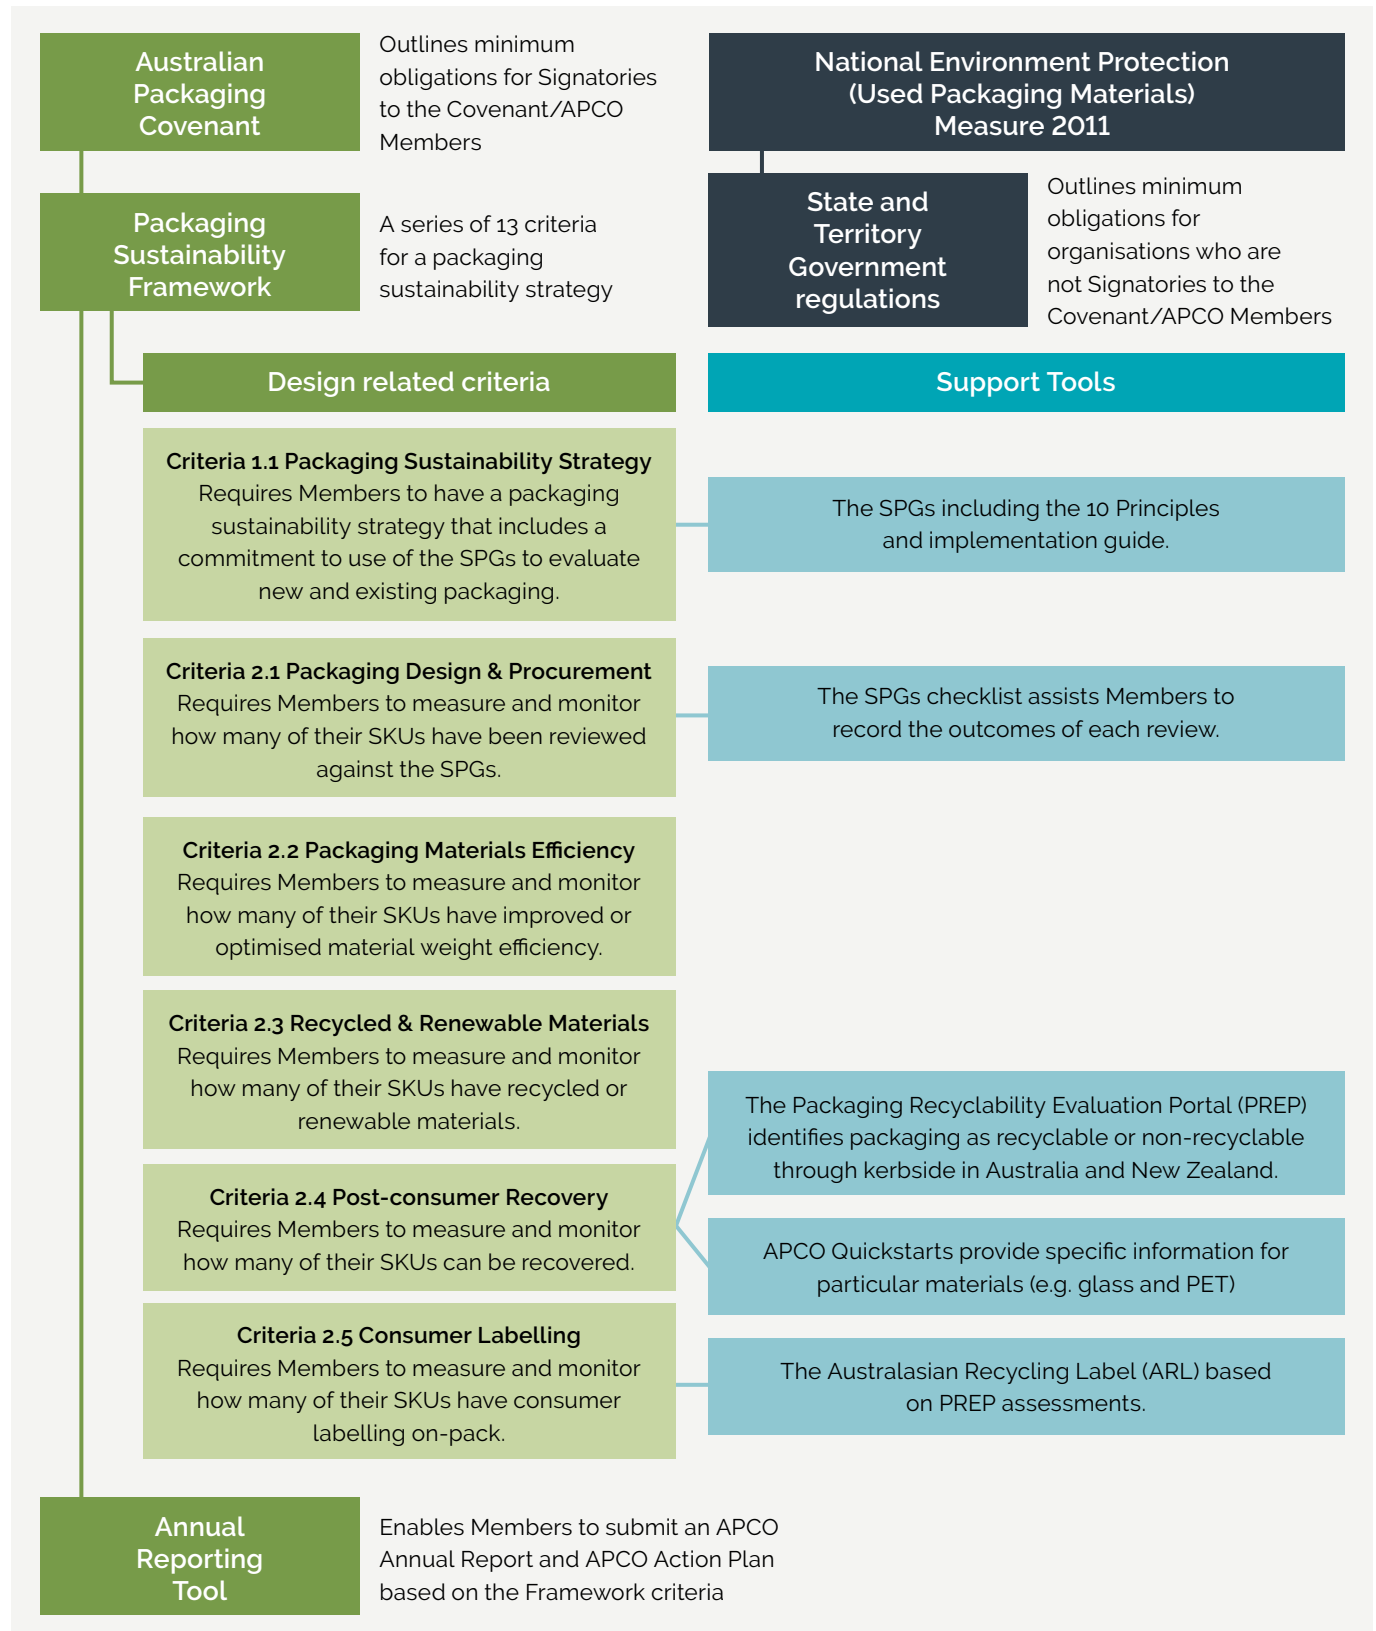 Australian
Packaging
Covenant
Outlines minimum
obligations for Signatories
to the Covenant/APCO
Members
National Environment Protection
(Used Packaging Materials)
Measure 2011
Packaging
Sustainability
Framework
A series of 13 criteria
for a packaging
sustainability strategy
State and
Territory
Government
regulations
Outlines minimum
obligations for
organisations who are
not Signatories to the
Covenant/APCO Members
Design related criteria
Support Tools
Criteria 1.1 Packaging Sustainability Strategy
Requires Members to have a packaging
sustainability strategy that includes a
commitment to use of the SPGs to evaluate
new and existing packaging.
The SPGs including the 10 Principles
and implementation guide.
Criteria 2.1 Packaging Design & Procurement
Requires Members to measure and monitor
how many of their SKUs have been reviewed
against the SPGs.
The SPGs checklist assists Members to
record the outcomes of each review.
Criteria 2.2 Packaging Materials Efficiency
Requires Members to measure and monitor
how many of their SKUs have improved or
optimised material weight efficiency.
Criteria 2.3 Recycled & Renewable Materials
Requires Members to measure and monitor
how many of their SKUs have recycled or
renewable materials.
The Packaging Recyclability Evaluation Portal (PREP)
identifies packaging as recyclable or non-recyclable
through kerbside in Australia and New Zealand.
Criteria 2.4 Post-consumer Recovery
Requires Members to measure and monitor
how many of their SKUs can be recovered.
APCO Quickstarts provide specific information for
particular materials (e.g. glass and PET)
Criteria 2.5 Consumer Labelling
Requires Members to measure and monitor
how many of their SKUs have consumer
labelling on-pack.
The Australasian Recycling Label (ARL) based
on PREP assessments.
Annual
Reporting
Tool
Enables Members to submit an APCO
Annual Report and APCO Action Plan
based on the Framework criteria